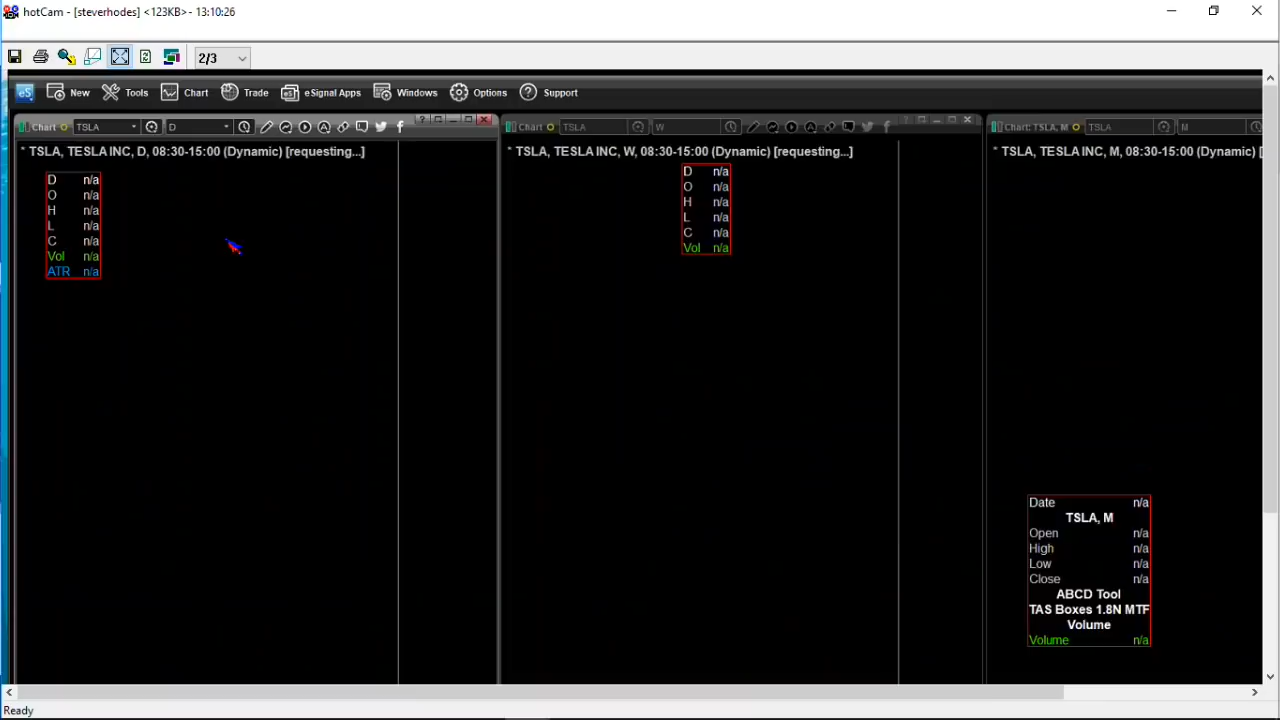 hotCam - [steverhodes] <123KB> - 13:10:26
2/3
eS New Tools Chart Trade eSignal Apps Windows Options Support
Chart TSLA D
* TSLA, TESLA INC, D, 08:30-15:00 (Dynamic) [requesting...]
D n/a
O n/a
H n/a
L n/a
C n/a
Vol n/a
ATR n/a
Chart TSLA W
* TSLA, TESLA INC, W, 08:30-15:00 (Dynamic) [requesting...]
D n/a
O n/a
H n/a
L n/a
C n/a
Vol n/a
Chart: TSLA, M TSLA M
* TSLA, TESLA INC, M, 08:30-15:00 (Dynamic) [
Date n/a
TSLA, M
Open n/a
High n/a
Low n/a
Close n/a
ABCD Tool
TAS Boxes 1.8N MTF
Volume
Volume n/a
Ready